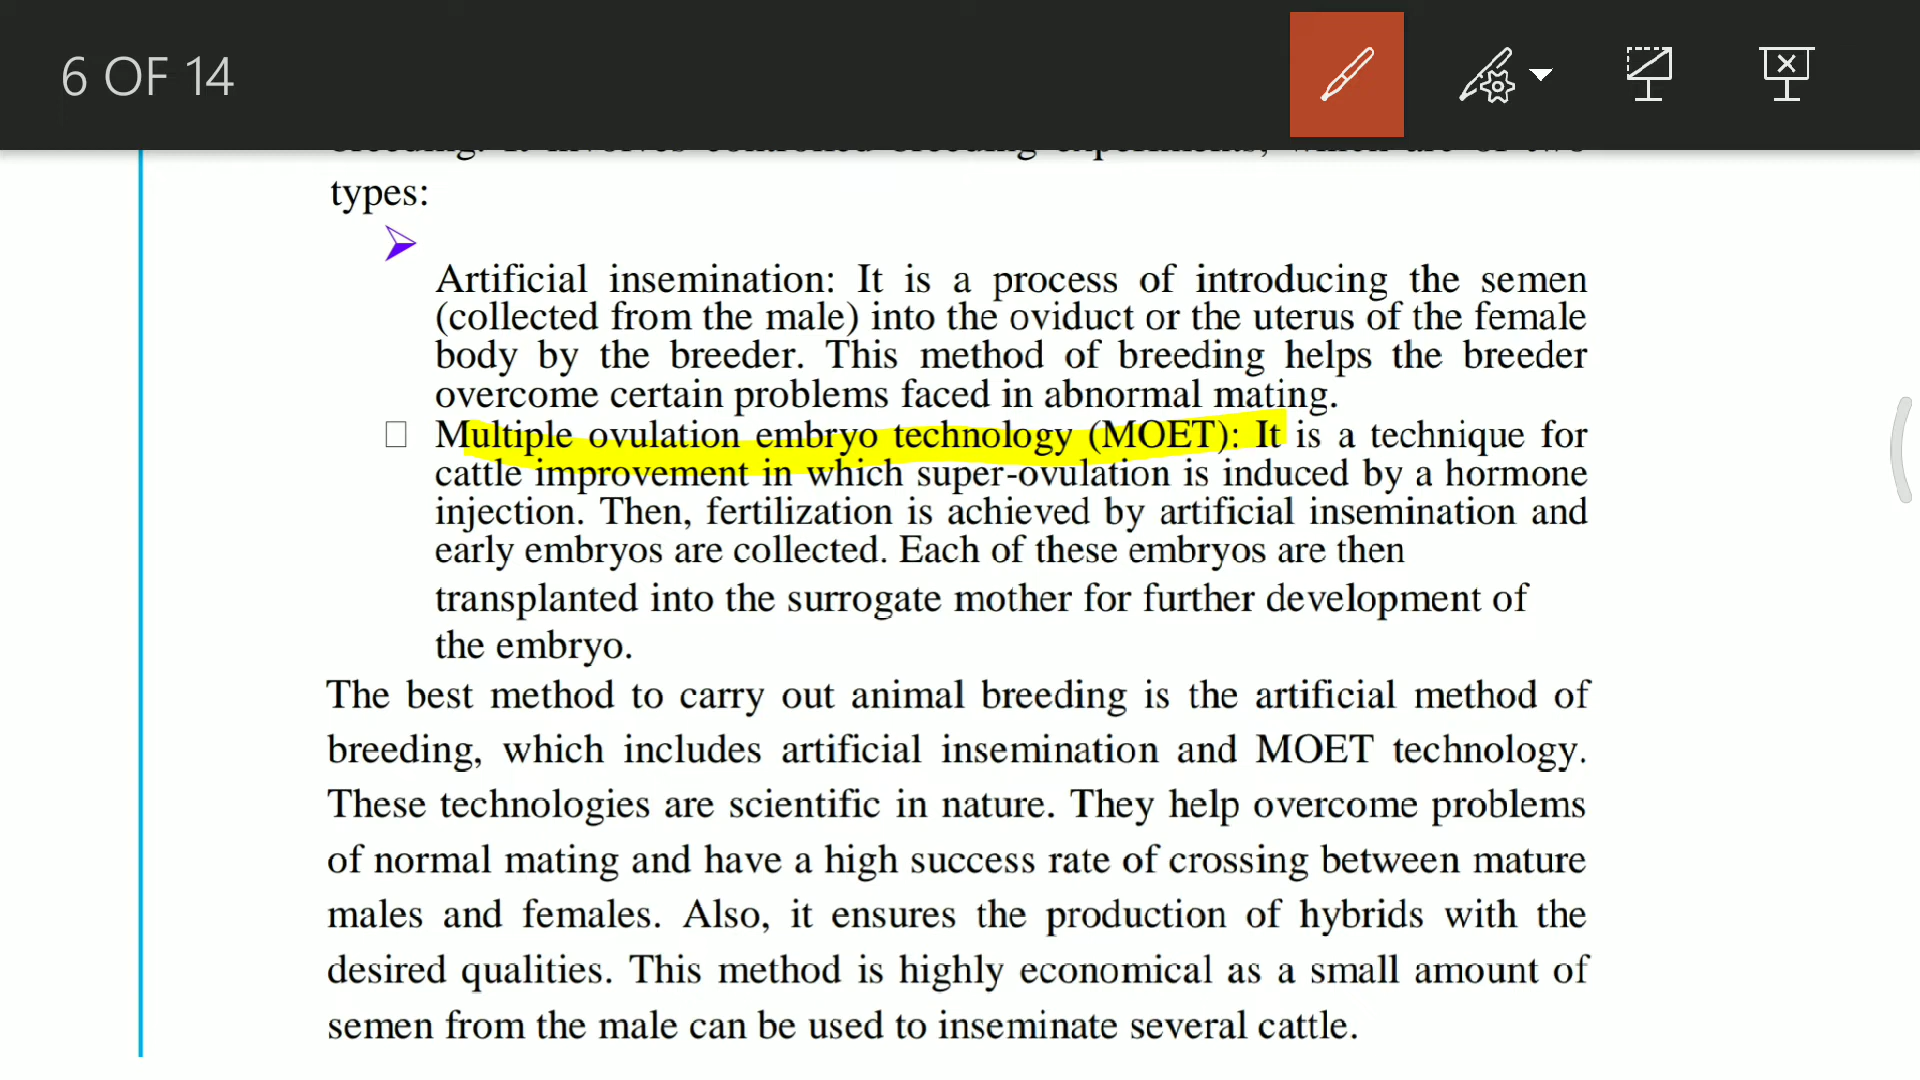 6 OF 14
types:
Artificial insemination: It is a process of introducing the semen
(collected from the male) into the oviduct or the uterus of the female
body by the breeder. This method of breeding helps the breeder
overcome certain problems faced in abnormal mating.
Multiple ovulation embryo technology (MOET): It is a technique for
cattle improvement in which super-ovulation is induced by a hormone
injection. Then, fertilization is achieved by artificial insemination and
early embryos are collected. Each of these embryos are then
transplanted into the surrogate mother for further development of
the embryo.
The best method to carry out animal breeding is the artificial method of
breeding, which includes artificial insemination and MOET technology.
These technologies are scientific in nature. They help overcome problems
of normal mating and have a high success rate of crossing between mature
males and females. Also, it ensures the production of hybrids with the
desired qualities. This method is highly economical as a small amount of
semen from the male can be used to inseminate several cattle.